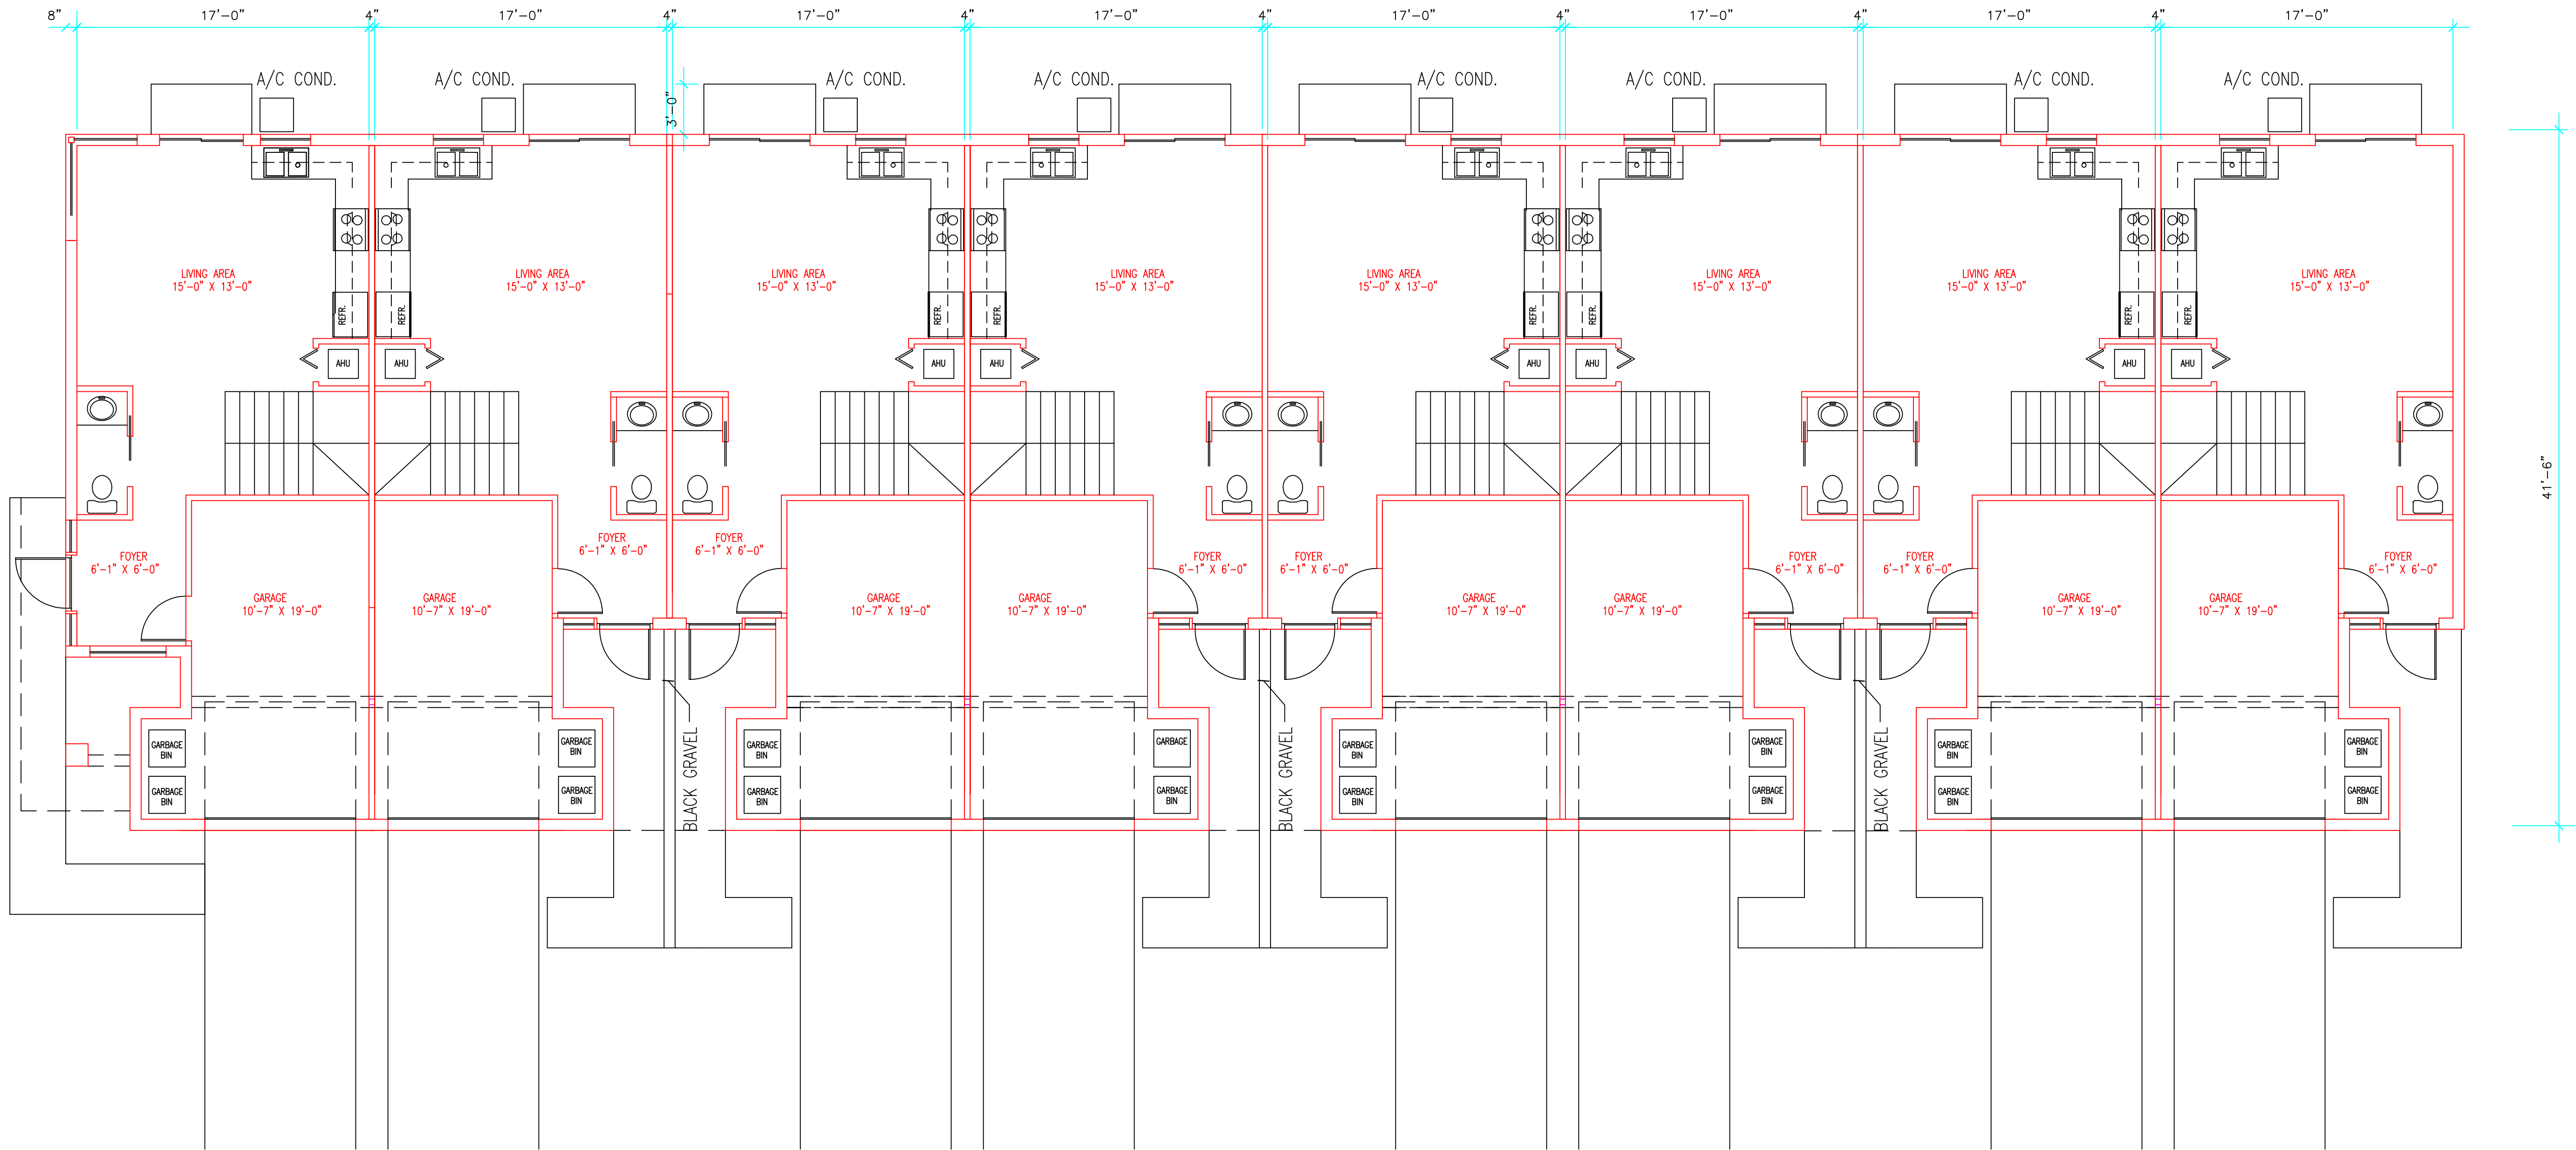 8" 17'-0" 4" 17'-0" 4" 17'-0" 4" 17'-0" 4" 17'-0" 4" 17'-0" 4" 17'-0" 4" 17'-0"
A/C COND. A/C COND. A/C COND. A/C COND. A/C COND. A/C COND. A/C COND. A/C COND.
3'-0"
LIVING AREA LIVING AREA LIVING AREA LIVING AREA LIVING AREA LIVING AREA LIVING AREA LIVING AREA
15'-0" X 13'-0" 15'-0" X 13'-0" 15'-0" X 13'-0" 15'-0" X 13'-0" 15'-0" X 13'-0" 15'-0" X 13'-0" 15'-0" X 13'-0" 15'-0" X 13'-0"
REFR. REFR. REFR. REFR. REFR. REFR. REFR. REFR.
AHU AHU AHU AHU AHU AHU AHU AHU
41'-6"
FOYER FOYER FOYER FOYER FOYER FOYER FOYER FOYER
6'-1" X 6'-0" 6'-1" X 6'-0" 6'-1" X 6'-0" 6'-1" X 6'-0" 6'-1" X 6'-0" 6'-1" X 6'-0" 6'-1" X 6'-0" 6'-1" X 6'-0"
GARAGE GARAGE GARAGE GARAGE GARAGE GARAGE GARAGE GARAGE
10'-7" X 19'-0" 10'-7" X 19'-0" 10'-7" X 19'-0" 10'-7" X 19'-0" 10'-7" X 19'-0" 10'-7" X 19'-0" 10'-7" X 19'-0" 10'-7" X 19'-0"
GARBAGE GARBAGE GARBAGE GARBAGE GARBAGE GARBAGE GARBAGE GARBAGE
BIN BIN BIN BIN BIN BIN BIN
GARBAGE GARBAGE GARBAGE GARBAGE GARBAGE GARBAGE GARBAGE GARBAGE
BIN BIN BIN BIN BIN BIN BIN BIN
BLACK GRAVEL BLACK GRAVEL BLACK GRAVEL